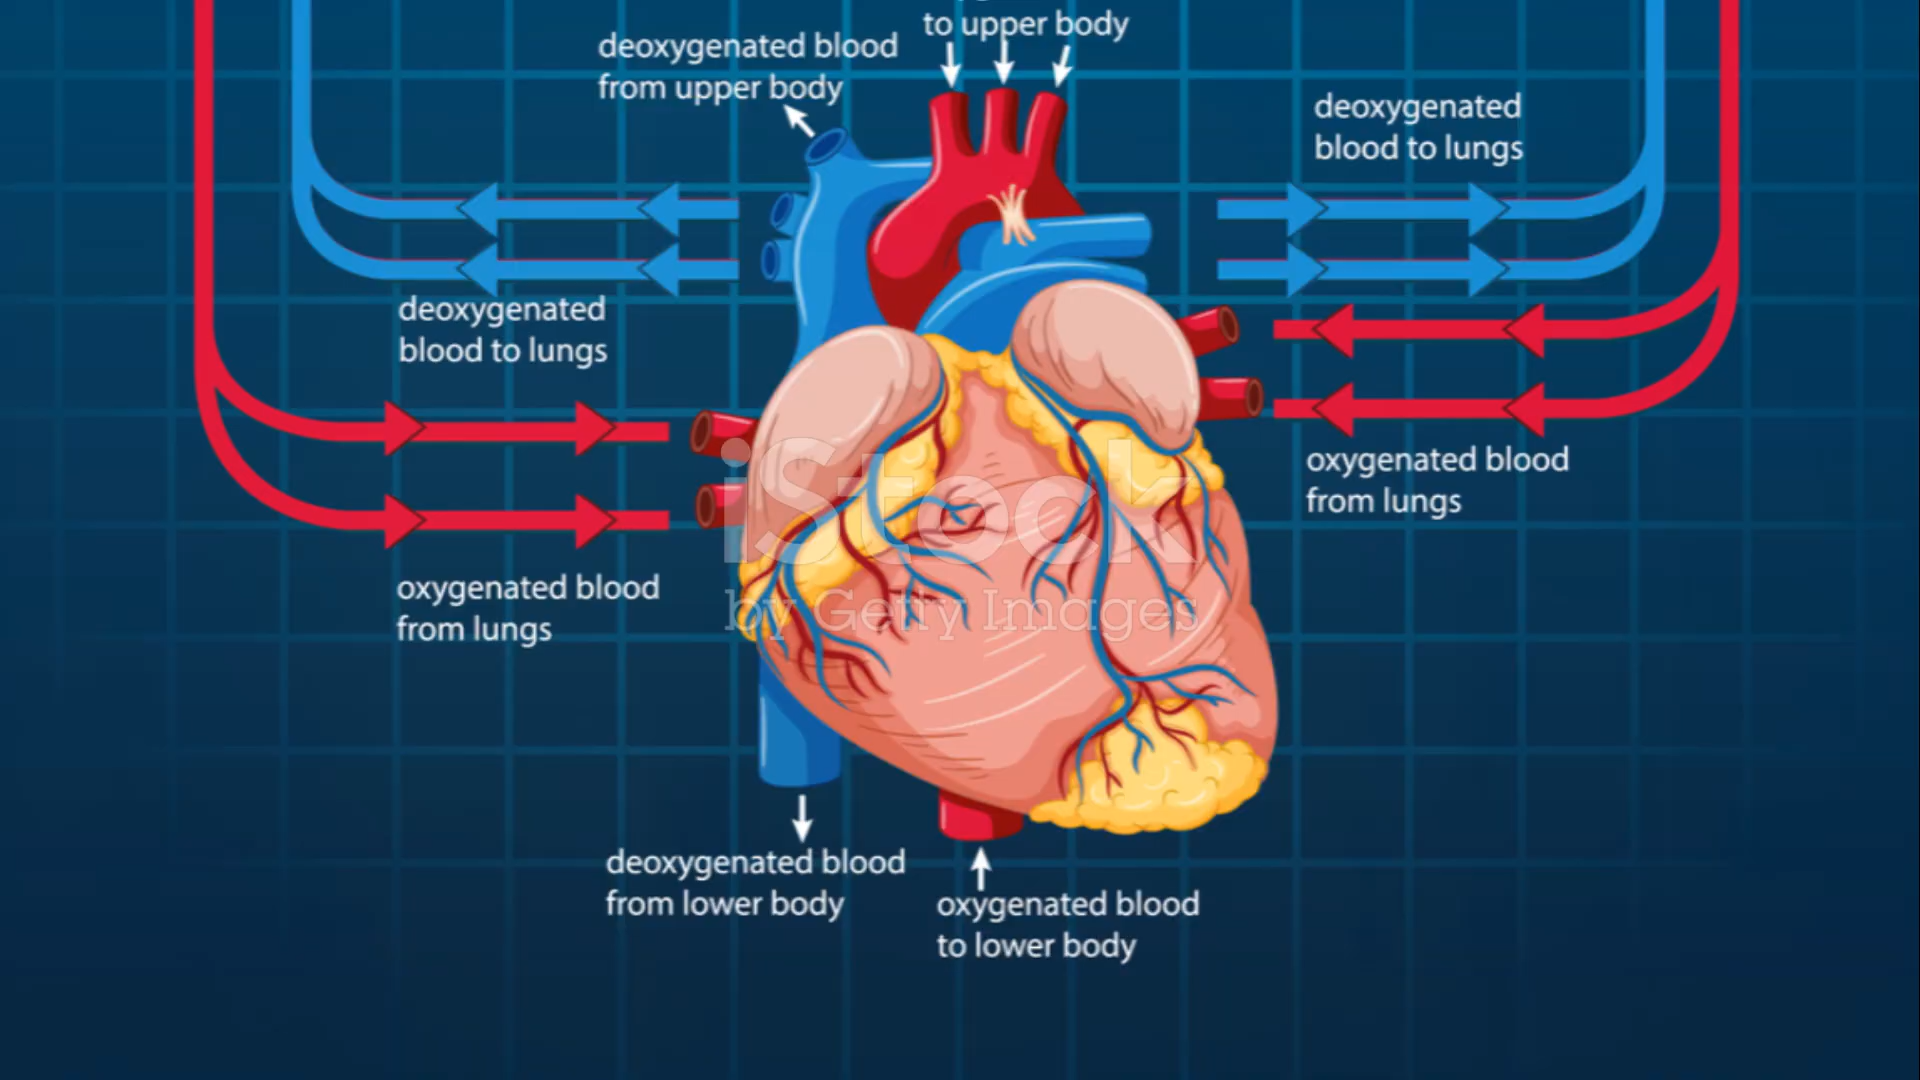 to upper body
deoxygenated blood
from upper body
deoxygenated
blood to lungs
deoxygenated
blood to lungs
oxygenated blood
from lungs
iStock
by Getty Images
oxygenated blood
from lungs
deoxygenated blood
from lower body
oxygenated blood
to lower body